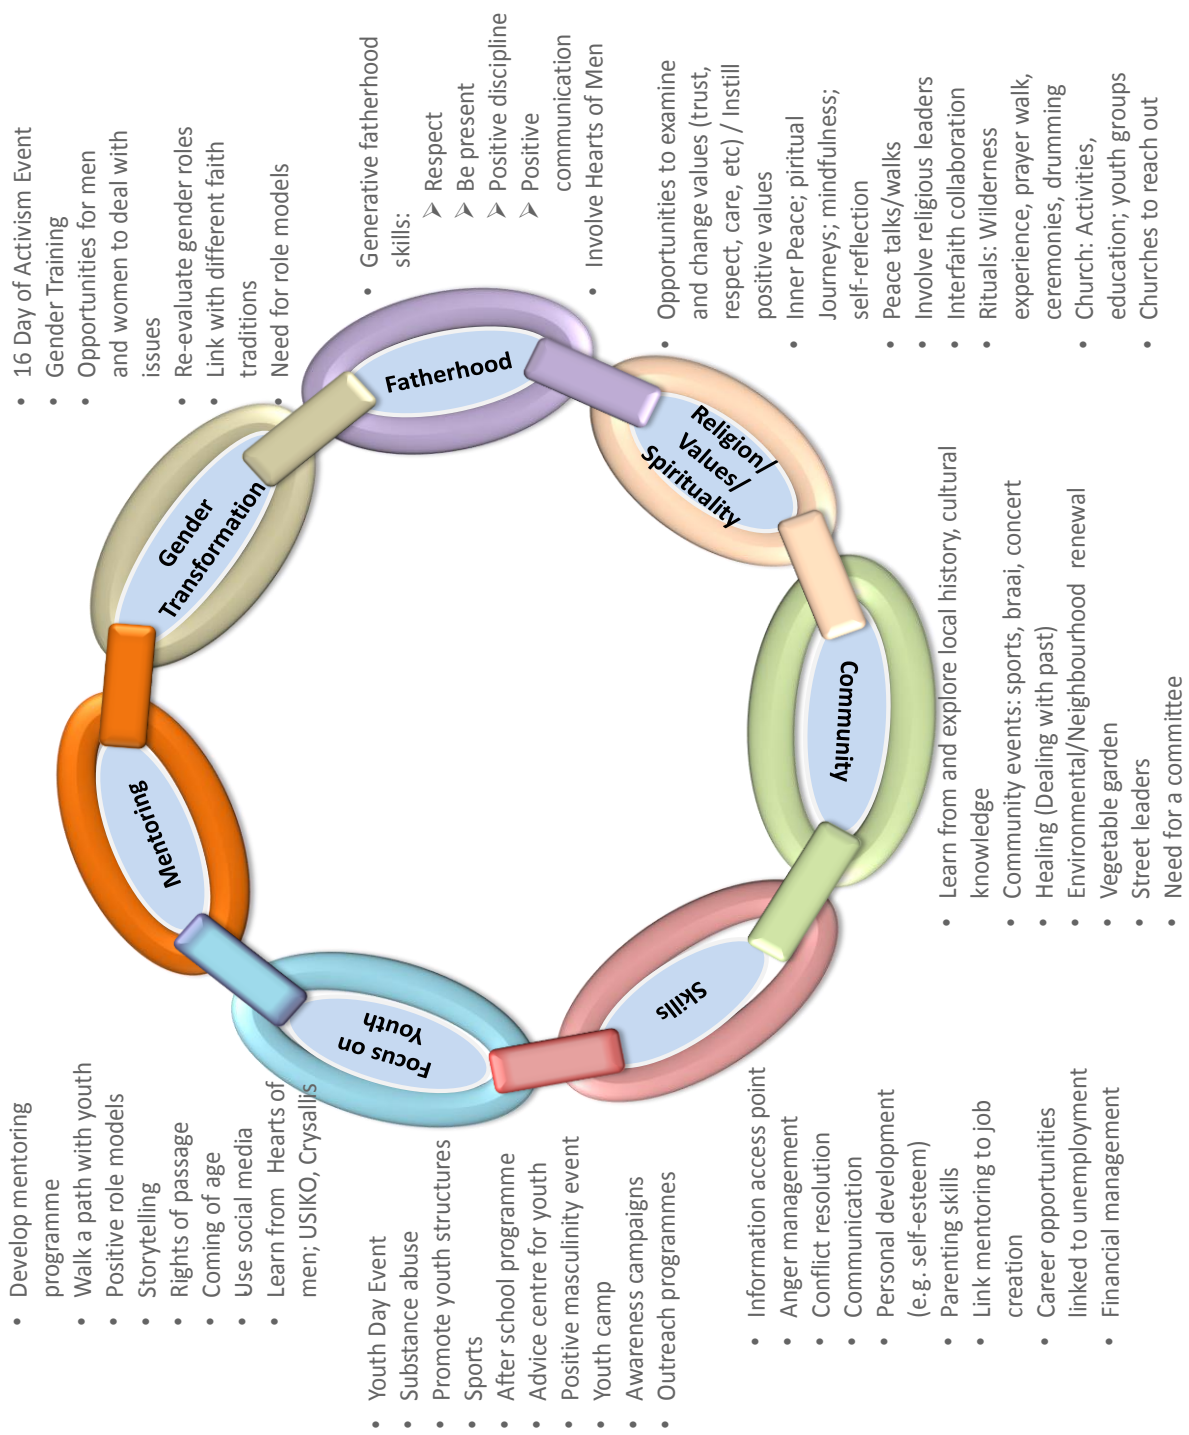 • Develop mentoring
programme
• Walk a path with youth
• Positive role models
• Storytelling
• Rights of passage
• Coming of age
• Use social media
• Learn from Hearts of
men; USIKO, Crysallis
• 16 Day of Activism Event
• Gender Training
• Opportunities for men
and women to deal with
issues
• Re-evaluate gender roles
• Link with different faith
traditions
• Need for role models
• Generative fatherhood
skills:
➢ Respect
➢ Be present
➢ Positive discipline
➢ Positive
communication
• Involve Hearts of Men
• Opportunities to examine
and change values (trust,
respect, care, etc) / Instill
positive values
• Inner Peace; piritual
Journeys; mindfulness;
self-reflection
• Peace talks/walks
• Involve religious leaders
• Interfaith collaboration
• Rituals: Wilderness
experience, prayer walk,
ceremonies, drumming
• Church: Activities,
education; youth groups
• Churches to reach out
• Learn from and explore local history, cultural
knowledge
• Community events: sports, braai, concert
• Healing (Dealing with past)
• Environmental/Neighbourhood renewal
• Vegetable garden
• Street leaders
• Need for a committee
• Information access point
• Anger management
• Conflict resolution
• Communication
• Personal development
(e.g. self-esteem)
• Parenting skills
• Link mentoring to job
creation
• Career opportunities
linked to unemployment
• Financial management
• Youth Day Event
• Substance abuse
• Promote youth structures
• Sports
• After school programme
• Advice centre for youth
• Positive masculinity event
• Youth camp
• Awareness campaigns
• Outreach programmes
Mentoring
Gender
Transformation
Fatherhood
Religion/
Values/
Spirituality
Community
Skills
Focus on
Youth